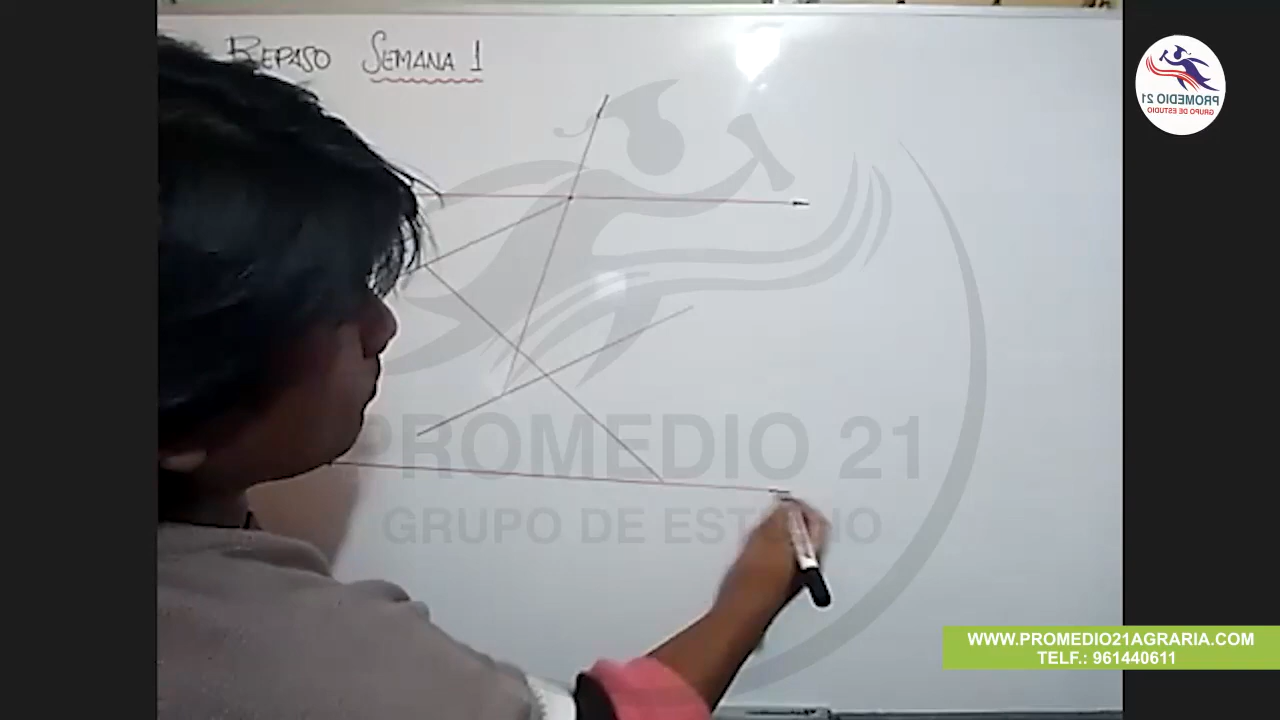 REPASO SEMANA 1
PROMEDIO 21
GRUPO DE ESTUDIO
PROMEDIO 21
GRUPO DE ESTUDIO
WWW.PROMEDIO21AGRARIA.COM
TELF.: 961440611